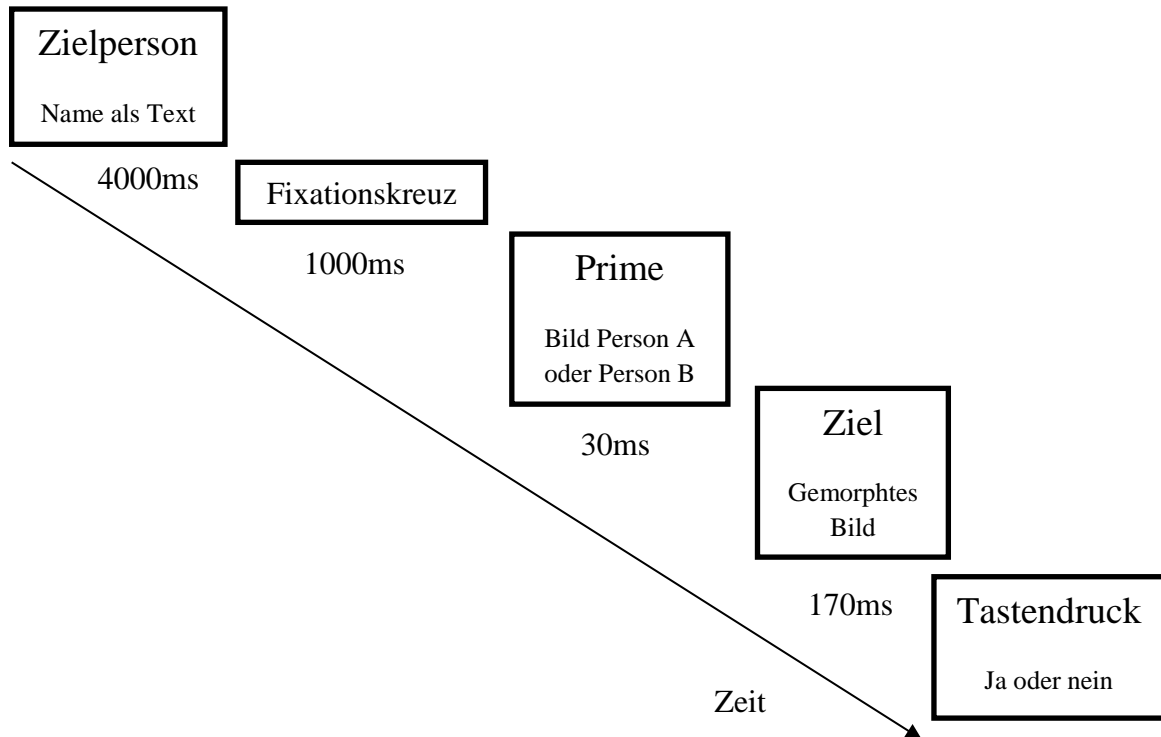 Zielperson
Name als Text
4000ms
Fixationskreuz
1000ms
Prime
Bild Person A
oder Person B
30ms
Ziel
Gemorphtes
Bild
170ms
Tastendruck
Ja oder nein
Zeit